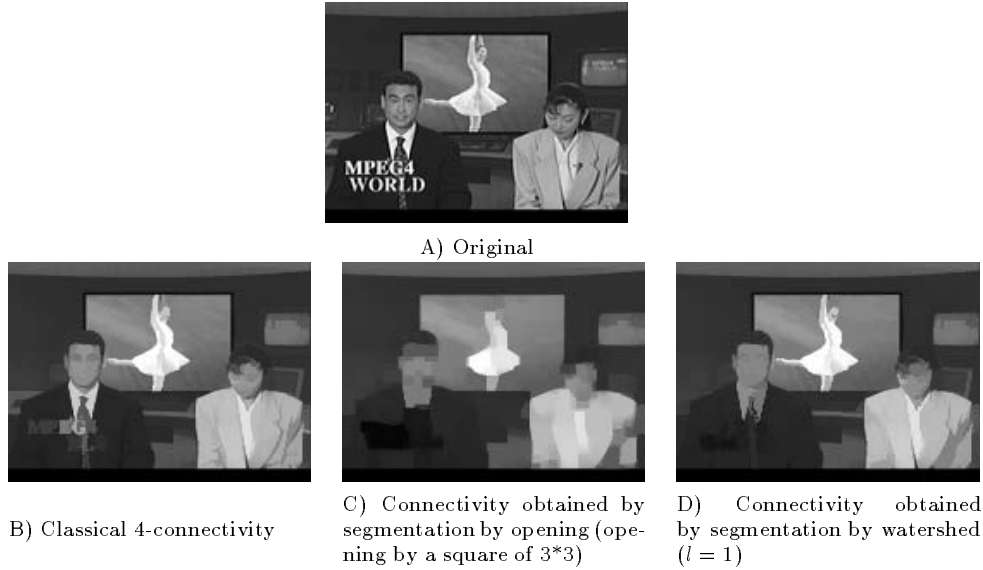 MPEG4
WORLD
A) Original
MPEG4
B) Classical 4-connectivity
C) Connectivity obtained by
segmentation by opening (ope-
ning by a square of 3*3)
D) Connectivity obtained
by segmentation by watershed
(l = 1)